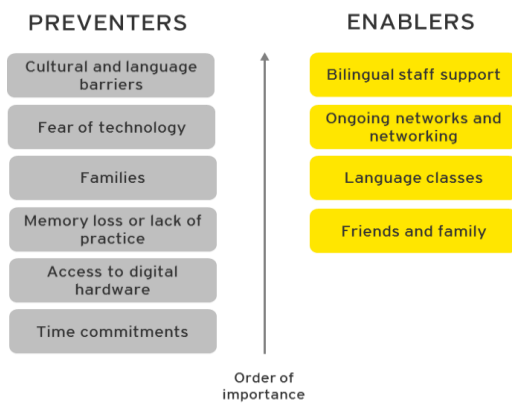 PREVENTERS
Cultural and language
barriers
Fear of technology
Families
Memory loss or lack of
practice
Access to digital
hardware
Time commitments
ENABLERS
Bilingual staff support
Ongoing networks and
networking
Language classes
Friends and family
Order of
importance